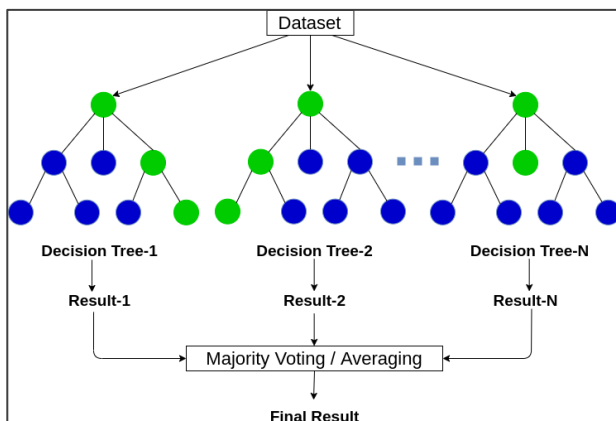 Dataset
Decision Tree-1
Decision Tree-2
Decision Tree-N
Result-1
Result-2
Result-N
Majority Voting / Averaging
Final Result